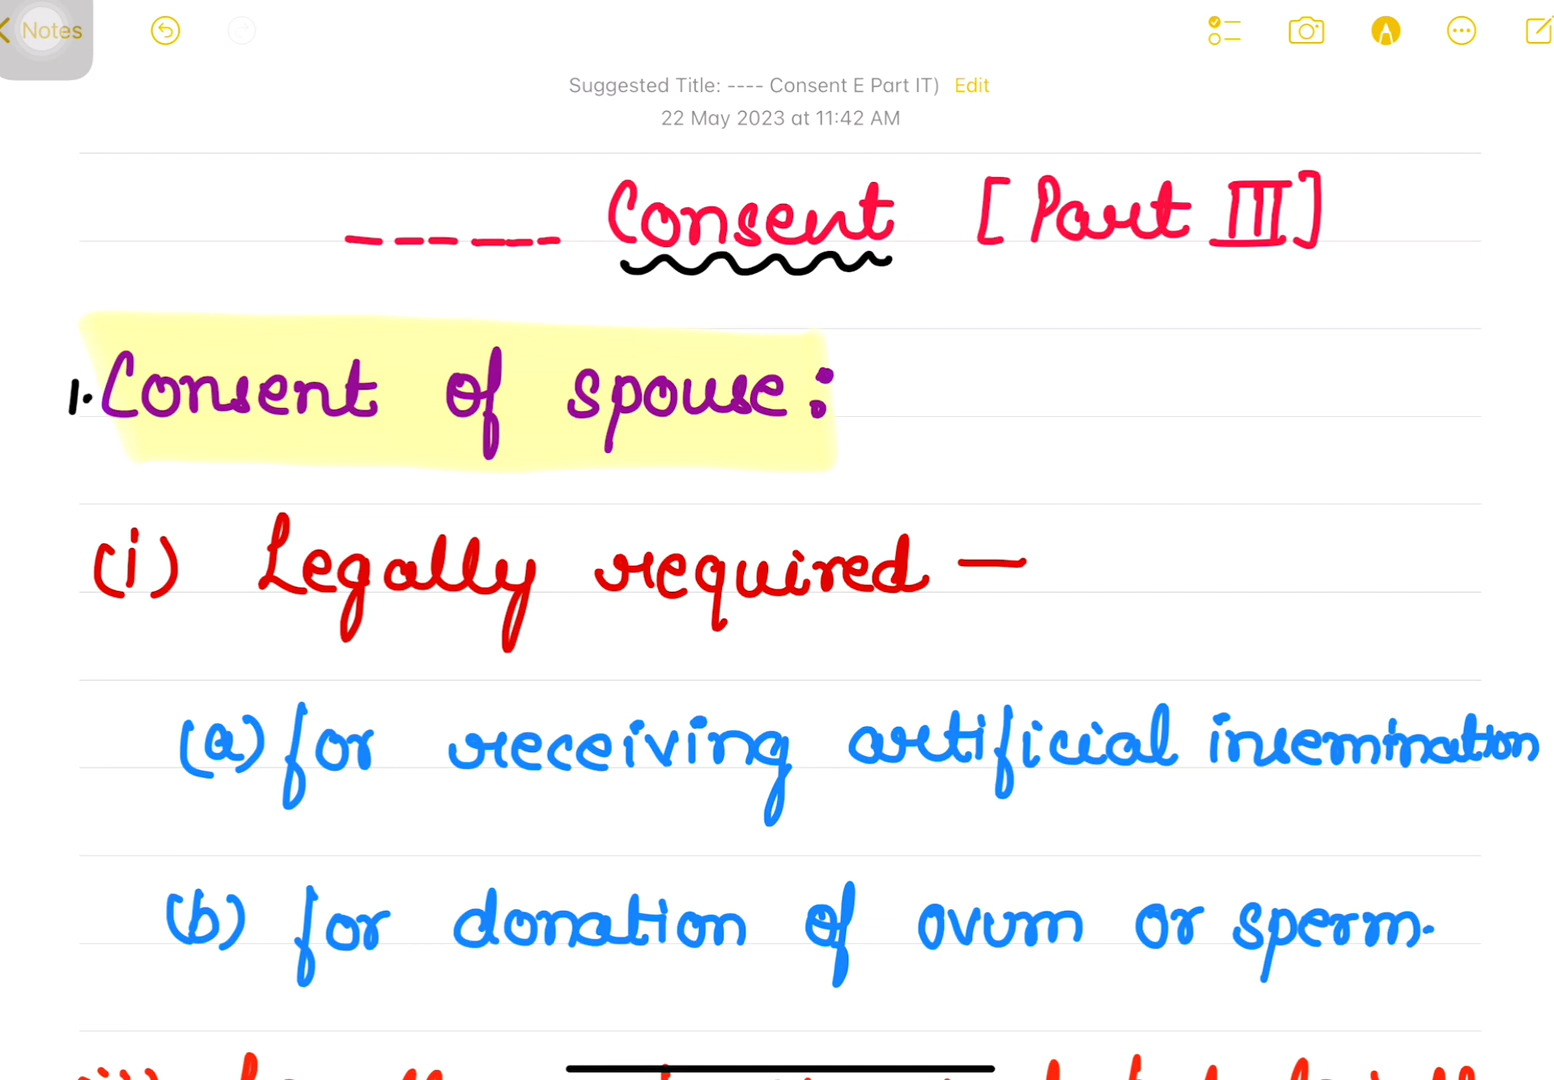 Notes
Suggested Title: ---- Consent E Part IT) Edit
22 May 2023 at 11:42 AM
------ Consent [Part III]
1. Consent of spouse:
(i) Legally required —
(a) for receiving artificial insemination
(b) for donation of ovum or sperm.